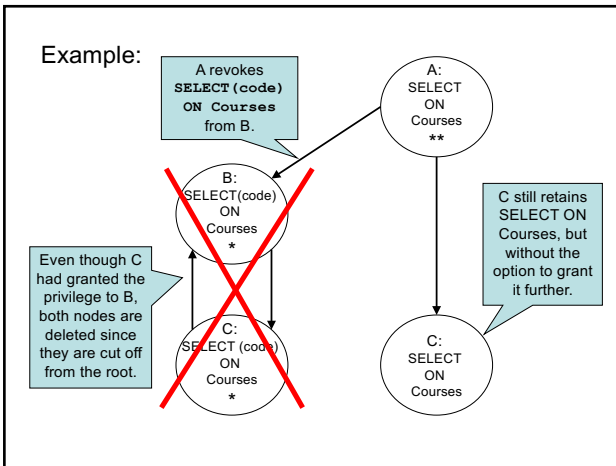 Example:
A revokes
SELECT(code)
ON Courses
from B.
A:
SELECT
ON
Courses
**
B:
SELECT(code)
ON
Courses
*
C still retains
SELECT ON
Courses, but
without the
option to grant
it further.
Even though C
had granted the
privilege to B,
both nodes are
deleted since
they are cut off
from the root.
C:
SELECT (code)
ON
Courses
*
C:
SELECT
ON
Courses